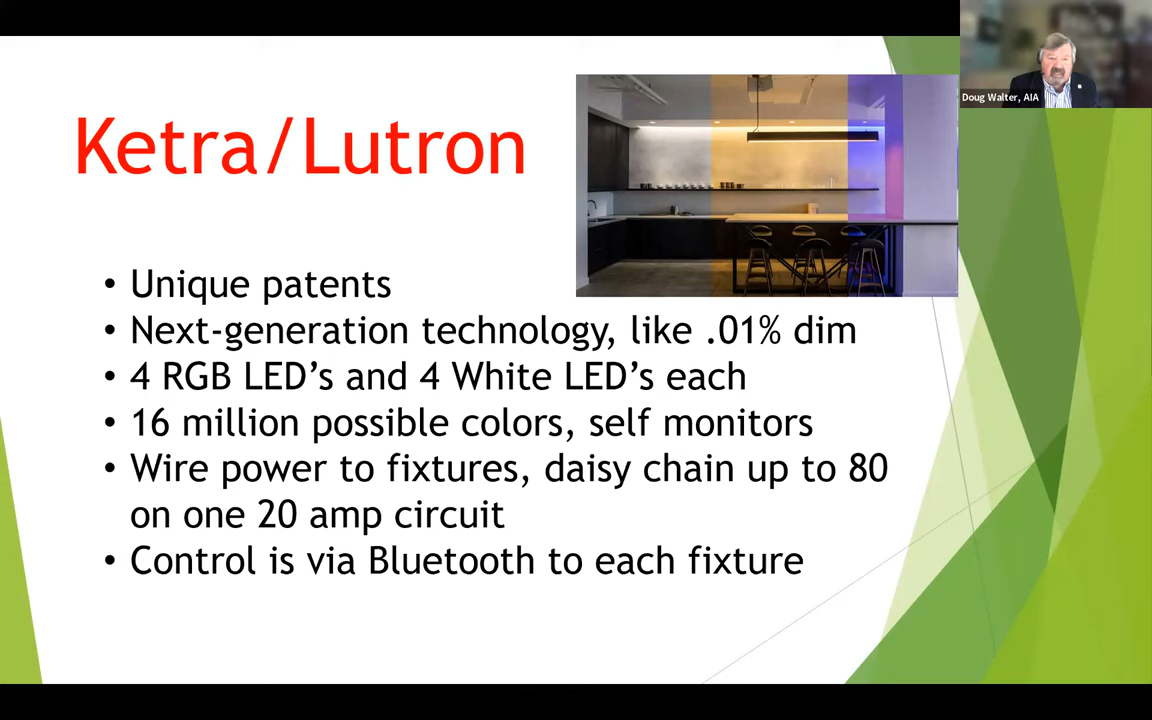 Ketra/Lutron
Doug Walter, AIA
• Unique patents
• Next-generation technology, like .01% dim
• 4 RGB LED’s and 4 White LED’s each
• 16 million possible colors, self monitors
• Wire power to fixtures, daisy chain up to 80
on one 20 amp circuit
• Control is via Bluetooth to each fixture